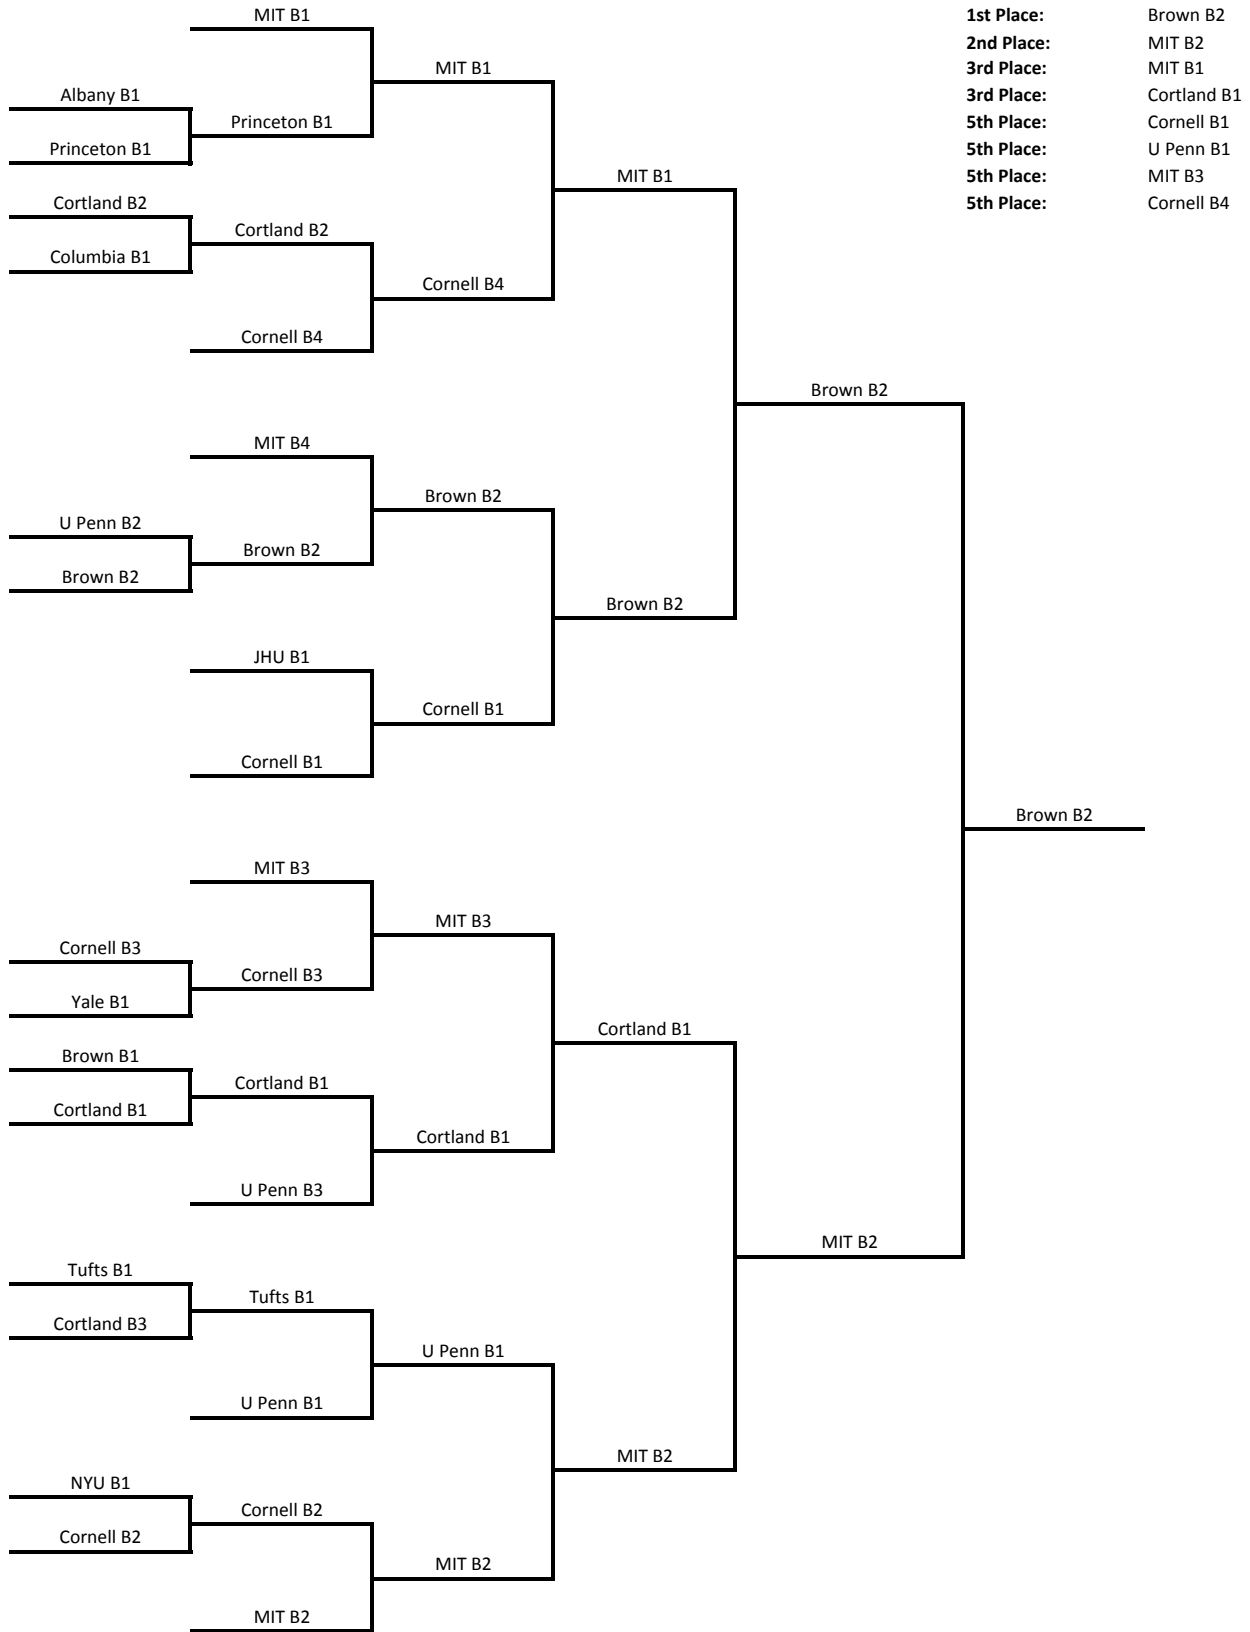 MIT B1
1st Place: Brown B2
2nd Place: MIT B2
MIT B1
3rd Place: MIT B1
Albany B1
3rd Place: Cortland B1
Princeton B1
5th Place: Cornell B1
Princeton B1
5th Place: U Penn B1
MIT B1
5th Place: MIT B3
Cortland B2
5th Place: Cornell B4
Cortland B2
Columbia B1
Cornell B4
Cornell B4
Brown B2
MIT B4
Brown B2
U Penn B2
Brown B2
Brown B2
Brown B2
JHU B1
Cornell B1
Cornell B1
Brown B2
MIT B3
MIT B3
Cornell B3
Cornell B3
Yale B1
Cortland B1
Brown B1
Cortland B1
Cortland B1
Cortland B1
U Penn B3
MIT B2
Tufts B1
Tufts B1
Cortland B3
U Penn B1
U Penn B1
MIT B2
NYU B1
Cornell B2
Cornell B2
MIT B2
MIT B2